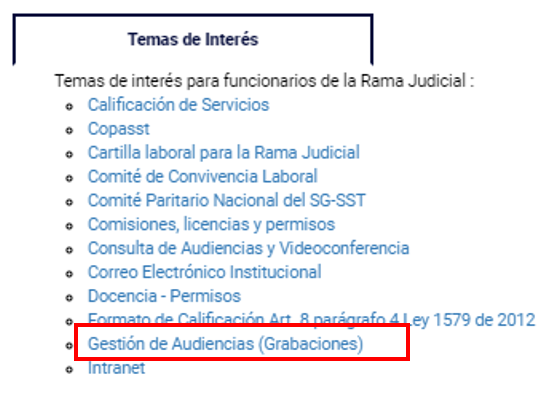 Temas de Interés
Temas de interés para funcionarios de la Rama Judicial :
Calificación de Servicios
Copasst
Cartilla laboral para la Rama Judicial
Comité de Convivencia Laboral
Comité Paritario Nacional del SG-SST
Comisiones, licencias y permisos
Consulta de Audiencias y Videoconferencia
Correo Electrónico Institucional
Docencia - Permisos
Formato de Calificación Art. 8 parágrafo 4 Ley 1579 de 2012
Gestión de Audiencias (Grabaciones)
Intranet